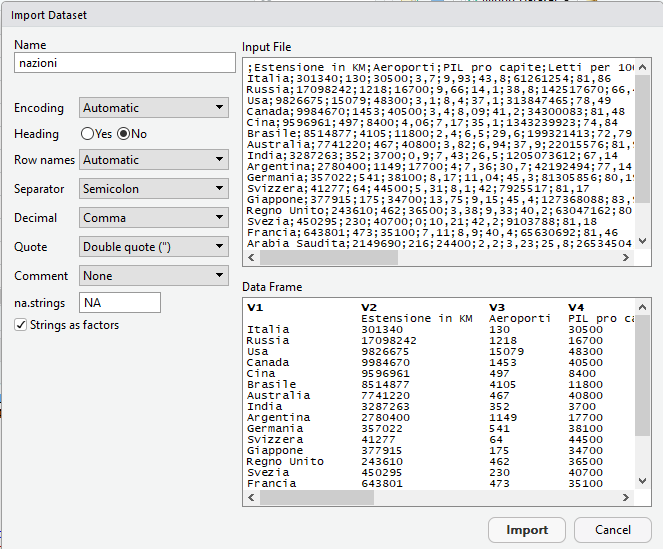 Import Dataset
Name
nazioni
Encoding Automatic
Heading Yes No
Row names Automatic
Separator Semicolon
Decimal Comma
Quote Double quote (")
Comment None
na.strings NA
Strings as factors
Input File
;Estensione in KM;Aeroporti;PIL pro capite;Letti per 100
Italia;301340;130;30500;3,7;9,93;43,8;61261254;81,86
Russia;17098242;1218;16700;9,66;14,1;38,8;142517670;66,
Usa;9826675;15079;48300;3,1;8,4;37,1;313847465;78,49
Canada;9984670;1453;40500;3,4;8,09;41,2;34300083;81,48
Cina;9596961;497;8400;4,06;7,17;35,1;1343239923;74,84
Brasile;8514877;4105;11800;2,4;6,5;29,6;199321413;72,79
Australia;7741220;467;40800;3,82;6,94;37,9;22015576;81,
India;3287263;352;3700;0,9;7,43;26,5;1205073612;67,14
Argentina;2780400;1149;17700;4;7,36;30,7;42192494;77,14
Germania;357022;541;38100;8,17;11,04;45,3;81305856;80,19
Svizzera;41277;64;44500;5,31;8,1;42;7925517;81,17
Giappone;377915;175;34700;13,75;9,15;45,4;127368088;83,
Regno Unito;243610;462;36500;3,38;9,33;40,2;63047162;80
Svezia;450295;230;40700;0;10,21;42,2;9103788;81,18
Francia;643801;473;35100;7,11;8,9;40,4;65630692;81,46
Arabia Saudita;2149690;216;24400;2,2;3,23;25,8;26534504
Data Frame
V1 V2 V3 V4
Estensione in KM Aeroporti PIL pro ca
Italia 301340 130 30500
Russia 17098242 1218 16700
Usa 9826675 15079 48300
Canada 9984670 1453 40500
Cina 9596961 497 8400
Brasile 8514877 4105 11800
Australia 7741220 467 40800
India 3287263 352 3700
Argentina 2780400 1149 17700
Germania 357022 541 38100
Svizzera 41277 64 44500
Giappone 377915 175 34700
Regno Unito 243610 462 36500
Svezia 450295 230 40700
Francia 643801 473 35100
Import Cancel